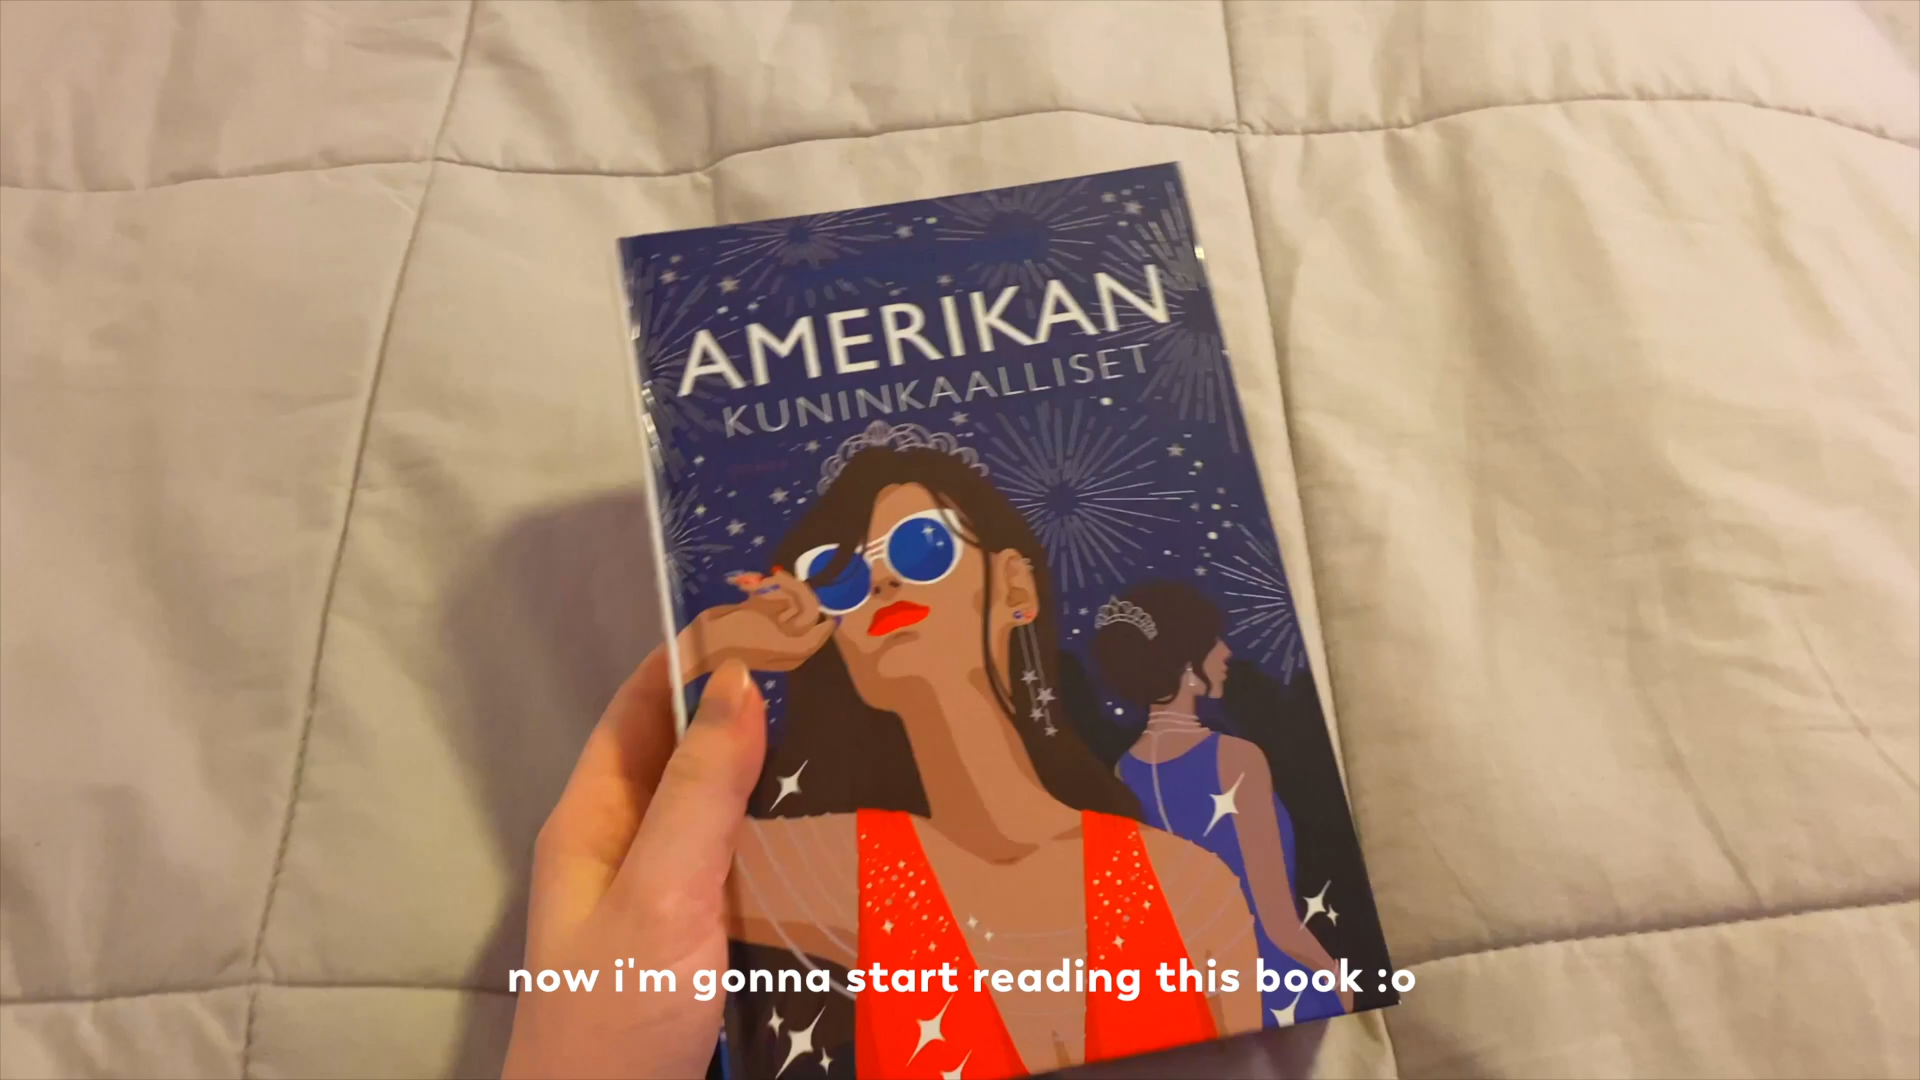 AMERIKAN
KUNINKAALLISET
now i'm gonna start reading this book :o